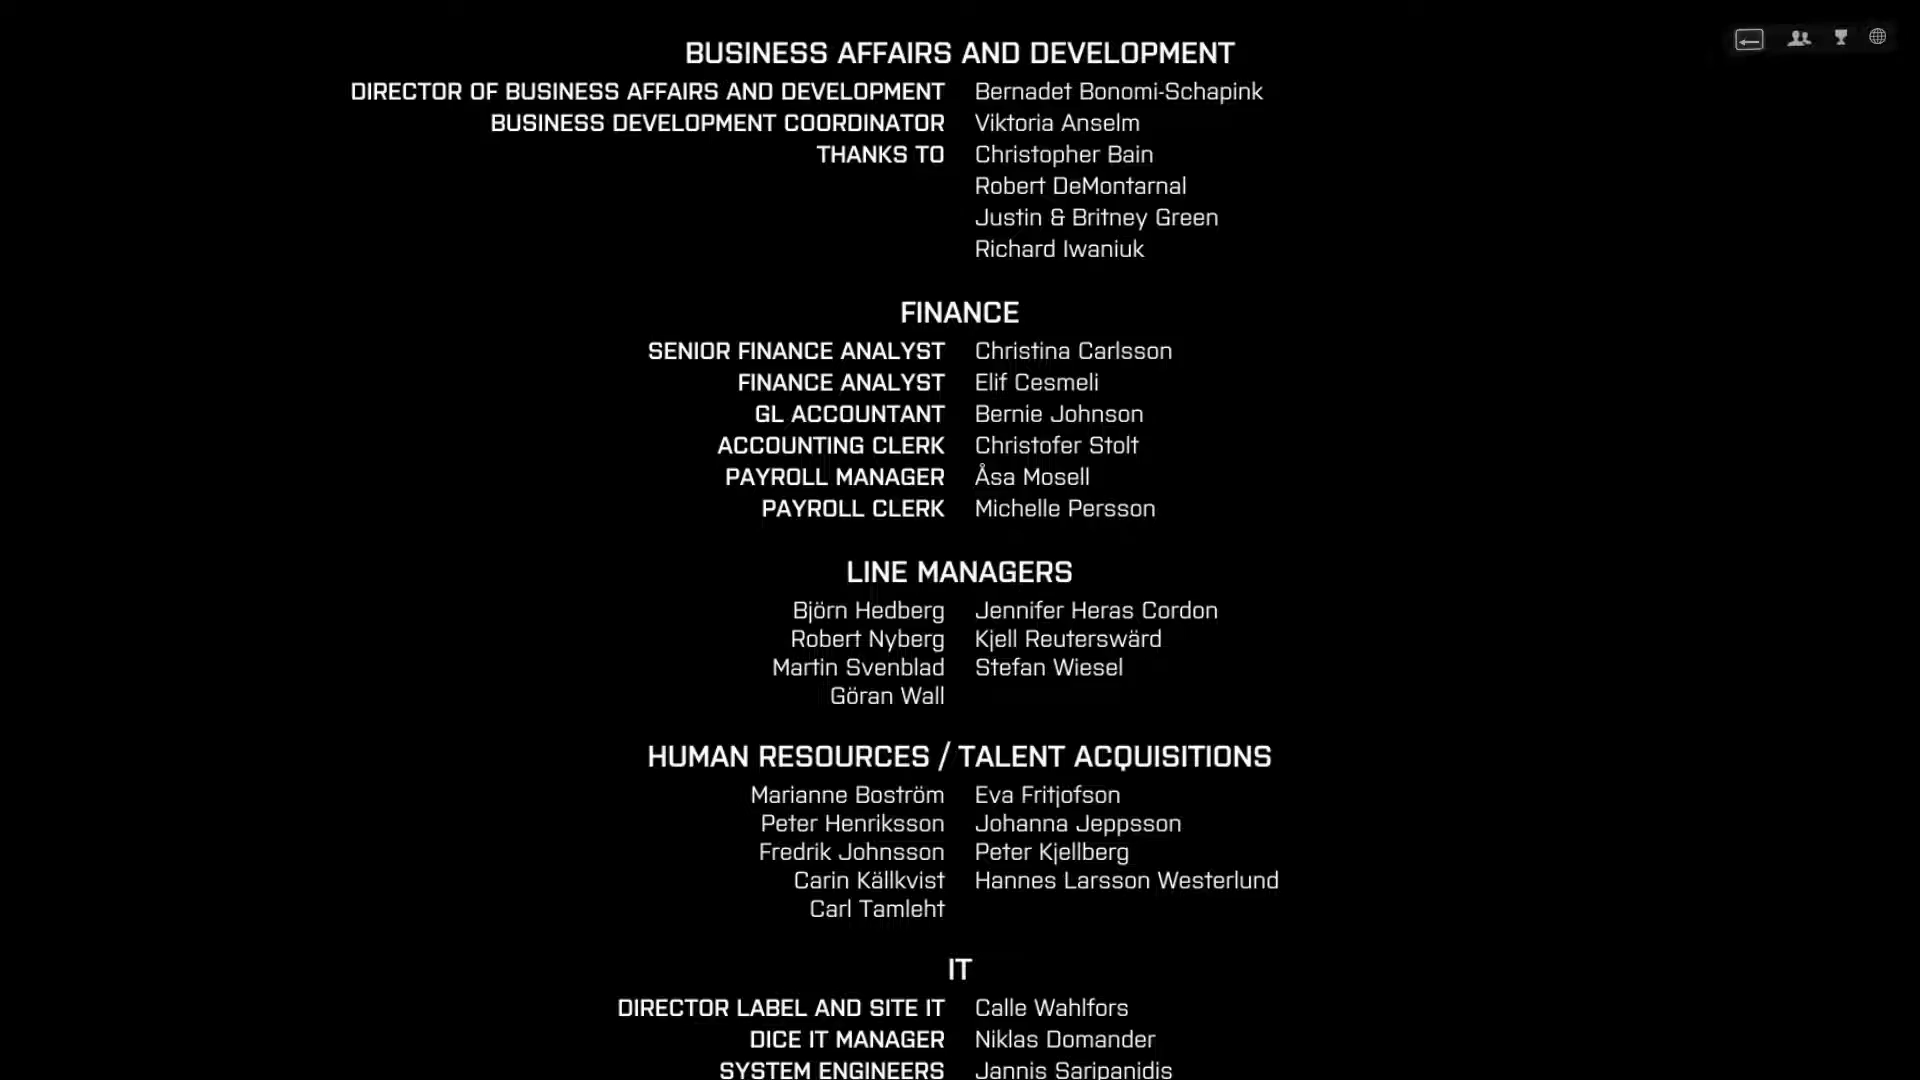 BUSINESS AFFAIRS AND DEVELOPMENT
DIRECTOR OF BUSINESS AFFAIRS AND DEVELOPMENT Bernadet Bonomi-Schapink
BUSINESS DEVELOPMENT COORDINATOR Viktoria Anselm
THANKS TO Christopher Bain
Robert DeMontarnal
Justin & Britney Green
Richard Iwaniuk
FINANCE
SENIOR FINANCE ANALYST Christina Carlsson
FINANCE ANALYST Elif Cesmeli
GL ACCOUNTANT Bernie Johnson
ACCOUNTING CLERK Christofer Stolt
PAYROLL MANAGER Åsa Mosell
PAYROLL CLERK Michelle Persson
LINE MANAGERS
Björn Hedberg Jennifer Heras Cordon
Robert Nyberg Kjell Reuterswärd
Martin Svenblad Stefan Wiesel
Göran Wall
HUMAN RESOURCES / TALENT ACQUISITIONS
Marianne Boström Eva Fritjofson
Peter Henriksson Johanna Jeppsson
Fredrik Johnsson Peter Kjellberg
Carin Källkvist Hannes Larsson Westerlund
Carl Tamleht
IT
DIRECTOR LABEL AND SITE IT Calle Wahlfors
DICE IT MANAGER Niklas Domander
SYSTEM ENGINEERS Jannis Saripanidis